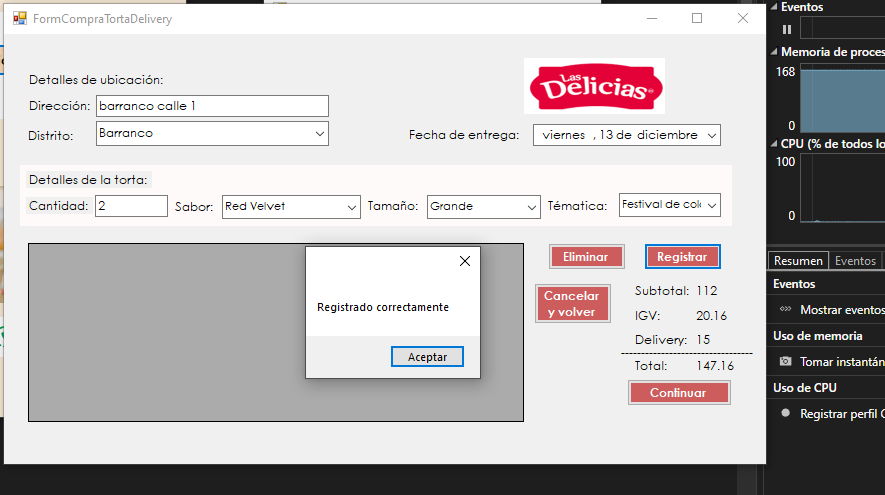 FormCompraTortaDelivery
Detalles de ubicación:
Dirección: barranco calle 1
Distrito: Barranco
Las Delicias®
Fecha de entrega: viernes , 13 de diciembre
Detalles de la torta:
Cantidad: 2 Sabor: Red Velvet Tamaño: Grande Tématica: Festival de colo
Registrado correctamente
Aceptar
Eliminar Registrar
Cancelar
y volver
Subtotal: 112
IGV: 20.16
Delivery: 15
Total: 147.16
Continuar
Eventos
Memoria de proces
168
0
CPU (% de todos lo
100
0
Resumen Eventos
Eventos
Mostrar eventos
Uso de memoria
Tomar instantán
Uso de CPU
Registrar perfil C